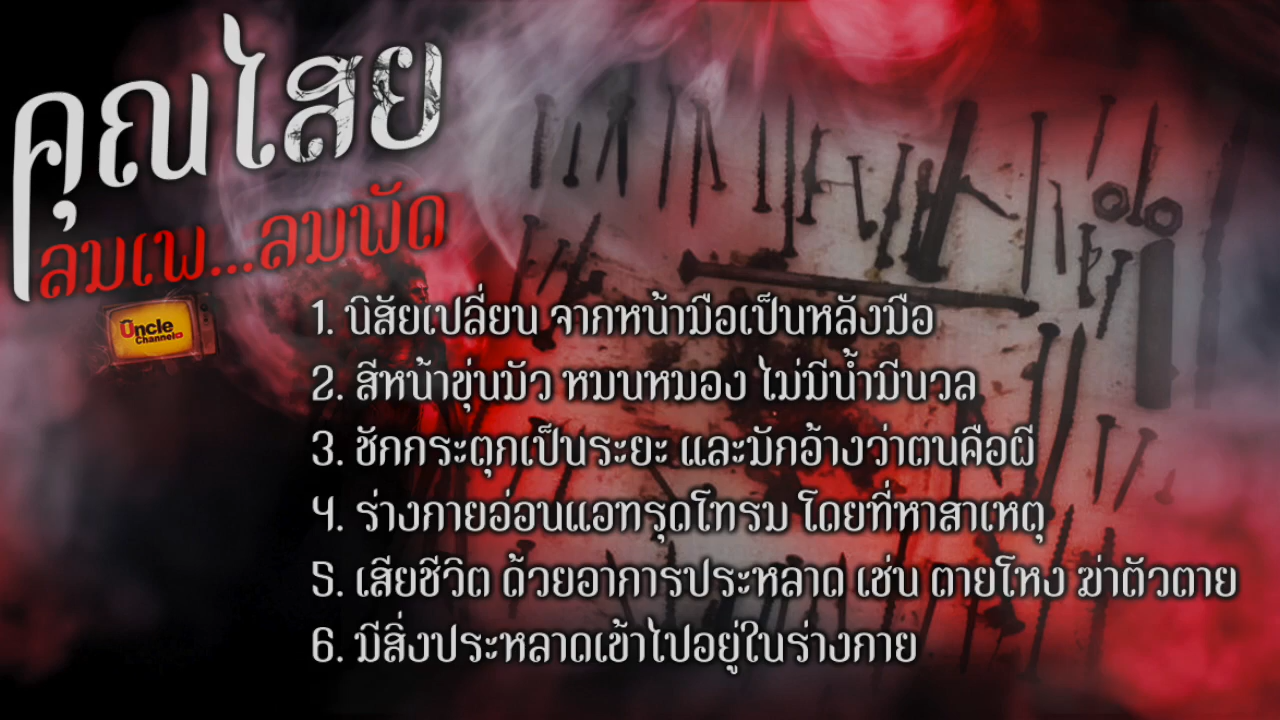 คุณไสย
ลมเพ...ลมพัด
Uncle
Channel
1. นิสัยเปลี่ยน จากหน้ามือเป็นหลังมือ
2. สีหน้าขุ่นมัว หมนหมอง ไม่มีน้ำมีนวล
3. ชักกระตุกเป็นระยะ และมักอ้างว่าตนคือผี
4. ร่างกายอ่อนแอทรุดโทรม โดยที่หาสาเหตุ
5. เสียชีวิต ด้วยอาการประหลาด เช่น ตายโหง ฆ่าตัวตาย
6. มีสิ่งประหลาดเข้าไปอยู่ในร่างกาย